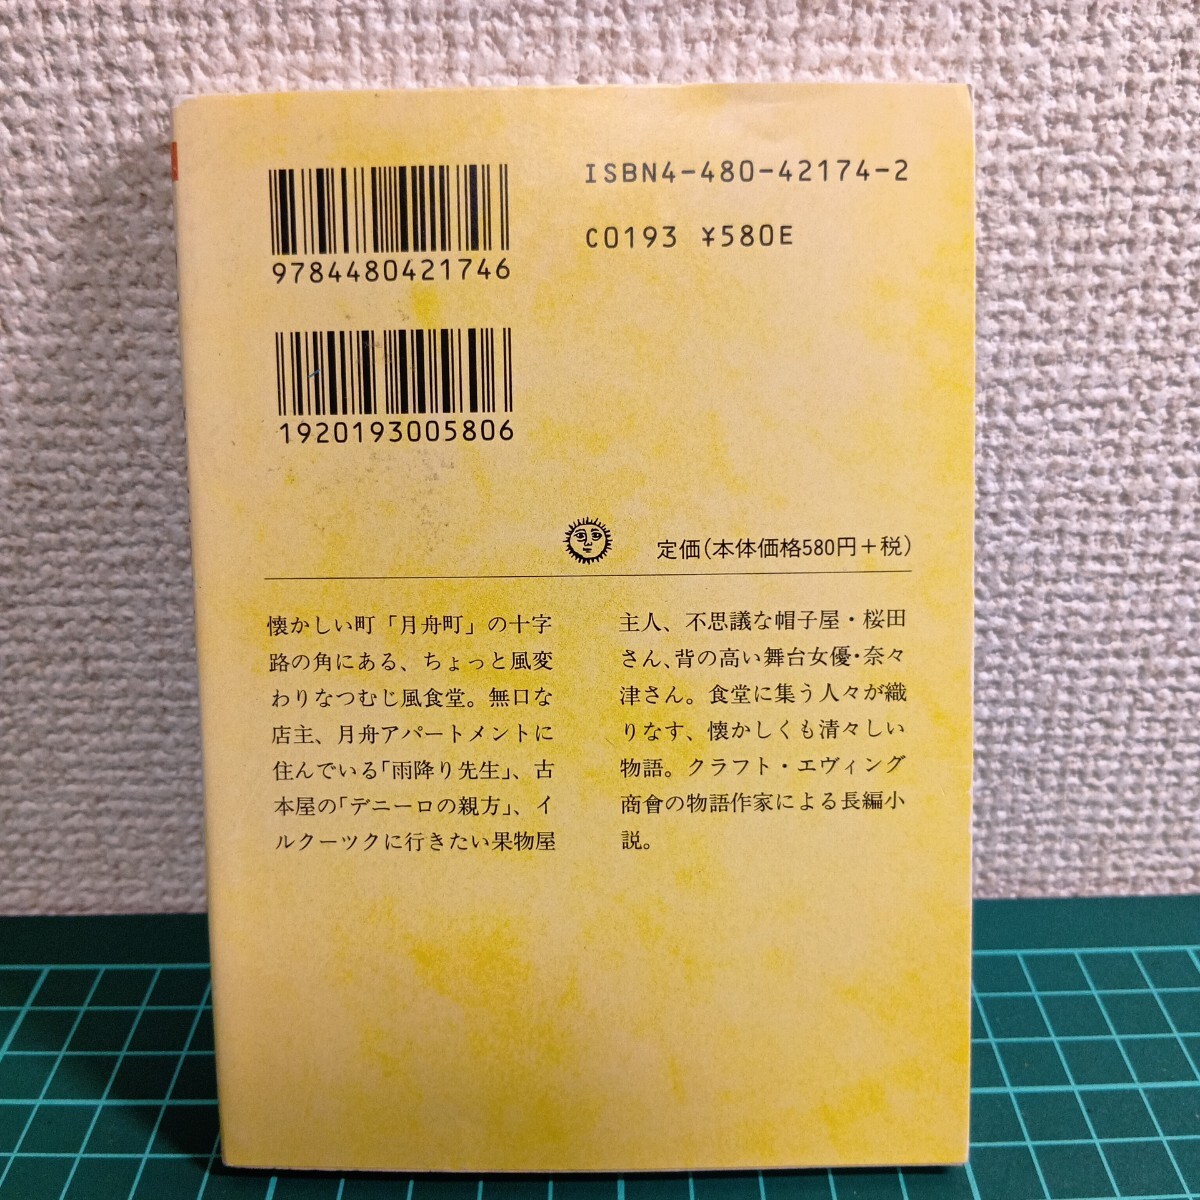 ISBN4-480-42174-2
C0193 ¥580E
9784480421746
1920193005806
定価(本体価格580円+税)
懐かしい町「月舟町」の十字
路の角にある、ちょっと風変
わりなつむじ風食堂。無口な
店主、月舟アパートメントに
住んでいる「雨降り先生」、古
本屋の「デニーロの親方」、イ
ルクーツクに行きたい果物屋
主人、不思議な帽子屋・桜田
さん、背の高い舞台女優・奈々
津さん。食堂に集う人々が織
りなす、懐かしくも清々しい
物語。クラフト・エヴィング
商會の物語作家による長編小
説。